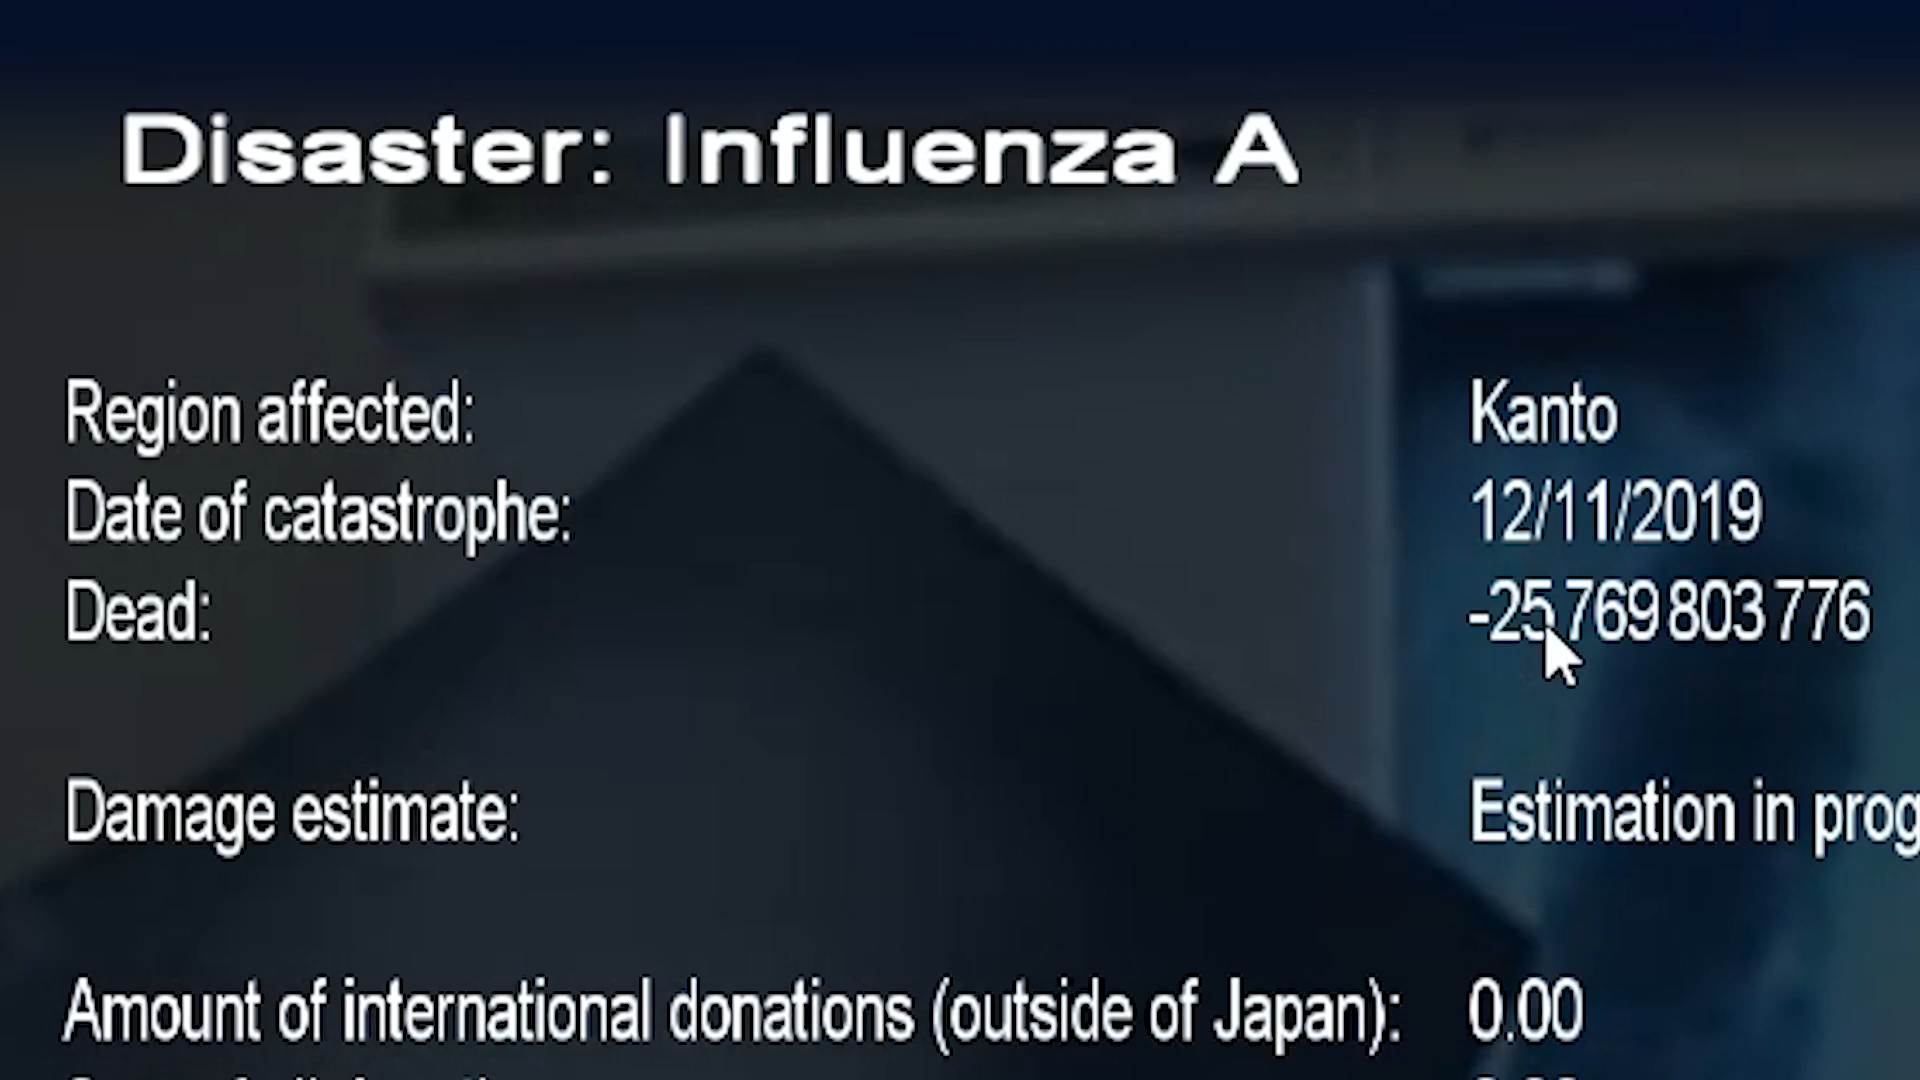 Disaster: Influenza A
Region affected: Kanto
Date of catastrophe: 12/11/2019
Dead: -25 769 803 776
Damage estimate: Estimation in prog
Amount of international donations (outside of Japan): 0.00